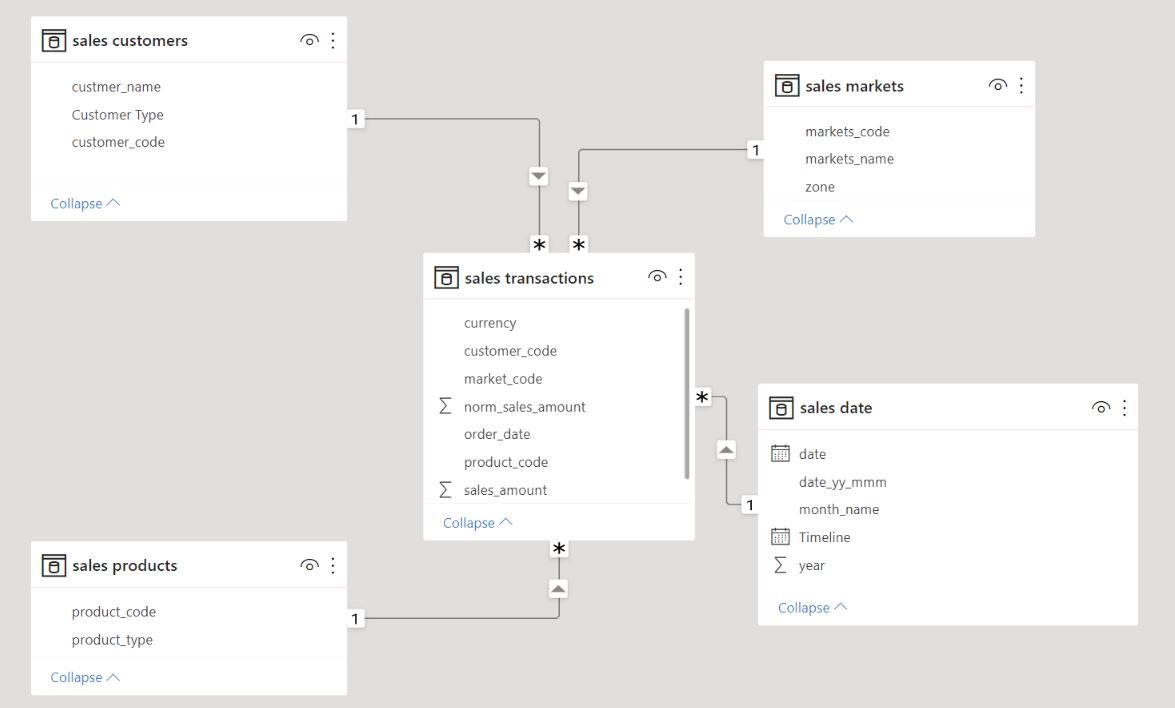 sales customers
custmer_name
Customer Type
customer_code
Collapse
1
sales markets
markets_code
markets_name
zone
Collapse
1
*
*
sales transactions
currency
customer_code
market_code
∑ norm_sales_amount
order_date
product_code
∑ sales_amount
Collapse
*
*
sales date
date
date_yy_mmm
month_name
Timeline
∑ year
Collapse
1
sales products
product_code
product_type
Collapse
1